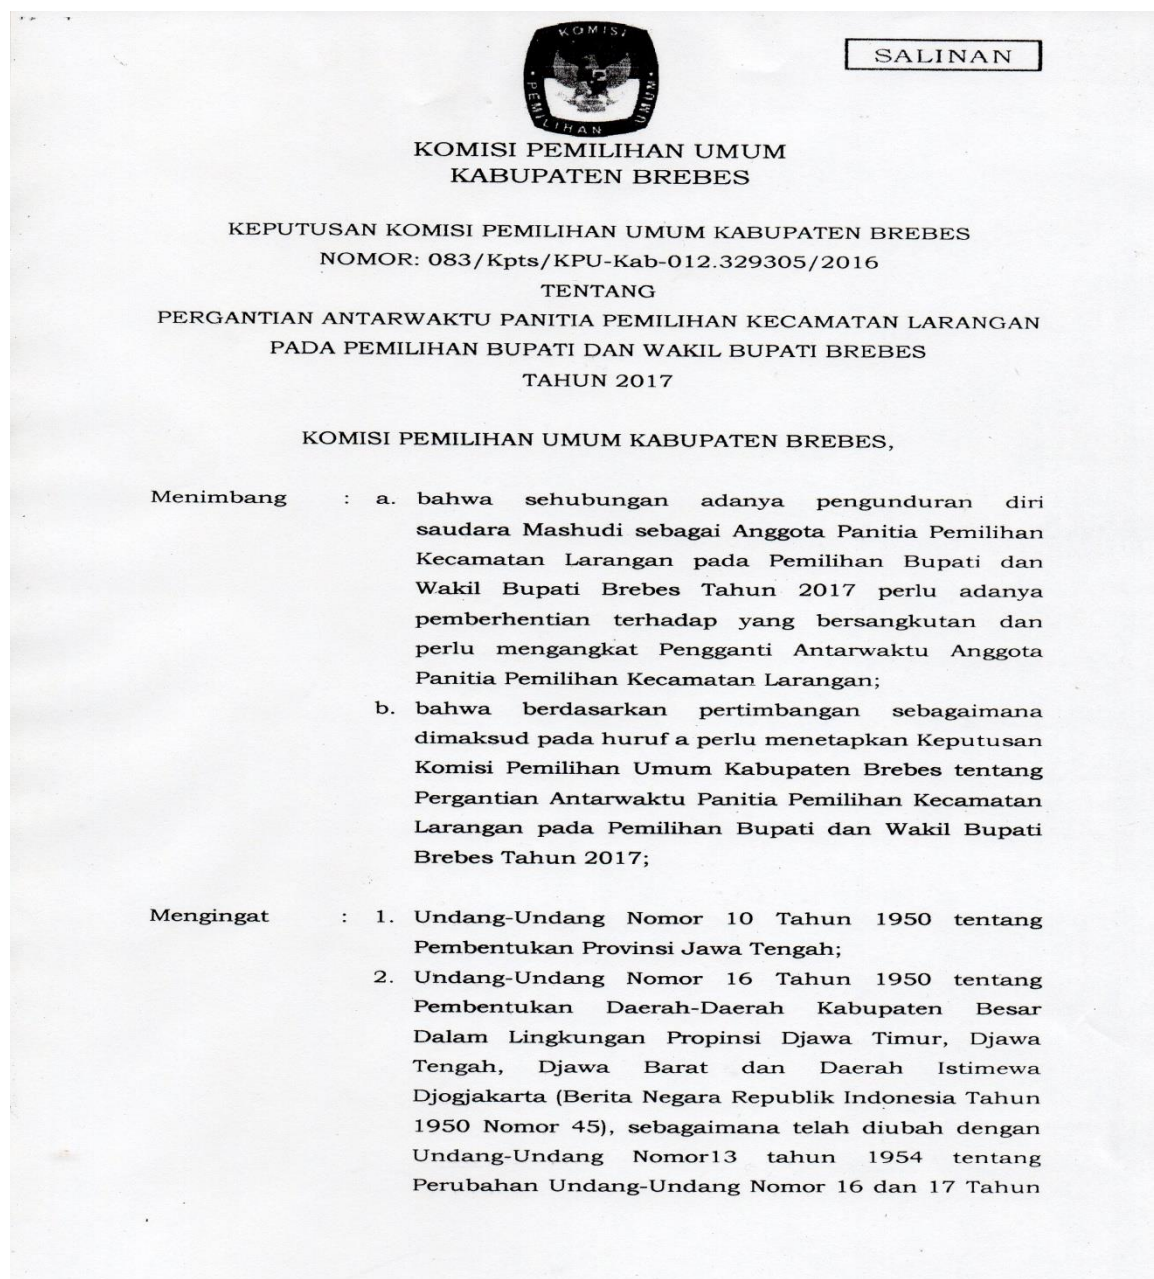 KOMISI
PEMILIHAN UMUM
SALINAN
KOMISI PEMILIHAN UMUM
KABUPATEN BREBES
KEPUTUSAN KOMISI PEMILIHAN UMUM KABUPATEN BREBES
NOMOR: 083/Kpts/KPU-Kab-012.329305/2016
TENTANG
PERGANTIAN ANTARWAKTU PANITIA PEMILIHAN KECAMATAN LARANGAN
PADA PEMILIHAN BUPATI DAN WAKIL BUPATI BREBES
TAHUN 2017
KOMISI PEMILIHAN UMUM KABUPATEN BREBES,
Menimbang : a. bahwa sehubungan adanya pengunduran diri
saudara Mashudi sebagai Anggota Panitia Pemilihan
Kecamatan Larangan pada Pemilihan Bupati dan
Wakil Bupati Brebes Tahun 2017 perlu adanya
pemberhentian terhadap yang bersangkutan dan
perlu mengangkat Pengganti Antarwaktu Anggota
Panitia Pemilihan Kecamatan Larangan;
b. bahwa berdasarkan pertimbangan sebagaimana
dimaksud pada huruf a perlu menetapkan Keputusan
Komisi Pemilihan Umum Kabupaten Brebes tentang
Pergantian Antarwaktu Panitia Pemilihan Kecamatan
Larangan pada Pemilihan Bupati dan Wakil Bupati
Brebes Tahun 2017;
Mengingat : 1. Undang-Undang Nomor 10 Tahun 1950 tentang
Pembentukan Provinsi Jawa Tengah;
2. Undang-Undang Nomor 16 Tahun 1950 tentang
Pembentukan Daerah-Daerah Kabupaten Besar
Dalam Lingkungan Propinsi Djawa Timur, Djawa
Tengah, Djawa Barat dan Daerah Istimewa
Djogjakarta (Berita Negara Republik Indonesia Tahun
1950 Nomor 45), sebagaimana telah diubah dengan
Undang-Undang Nomor13 tahun 1954 tentang
Perubahan Undang-Undang Nomor 16 dan 17 Tahun